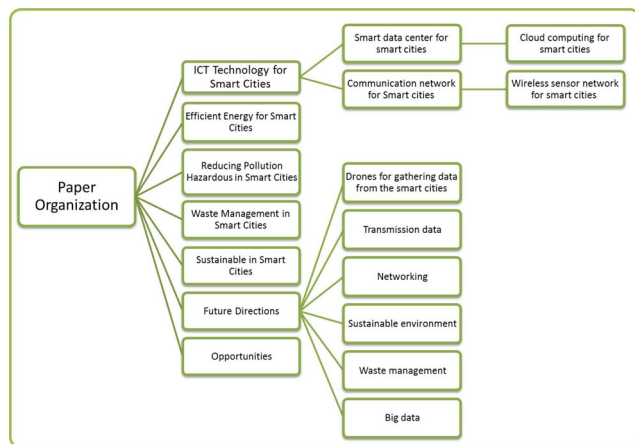 Paper
Organization
ICT Technology for
Smart Cities
Efficient Energy for Smart
Cities
Reducing Pollution
Hazardous in Smart Cities
Waste Management in
Smart Cities
Sustainable in Smart
Cities
Future Directions
Opportunities
Smart data center for
smart cities
Communication network
for Smart cities
Cloud computing for
smart cities
Wireless sensor network
for smart cities
Drones for gathering data
from the smart cities
Transmission data
Networking
Sustainable environment
Waste management
Big data